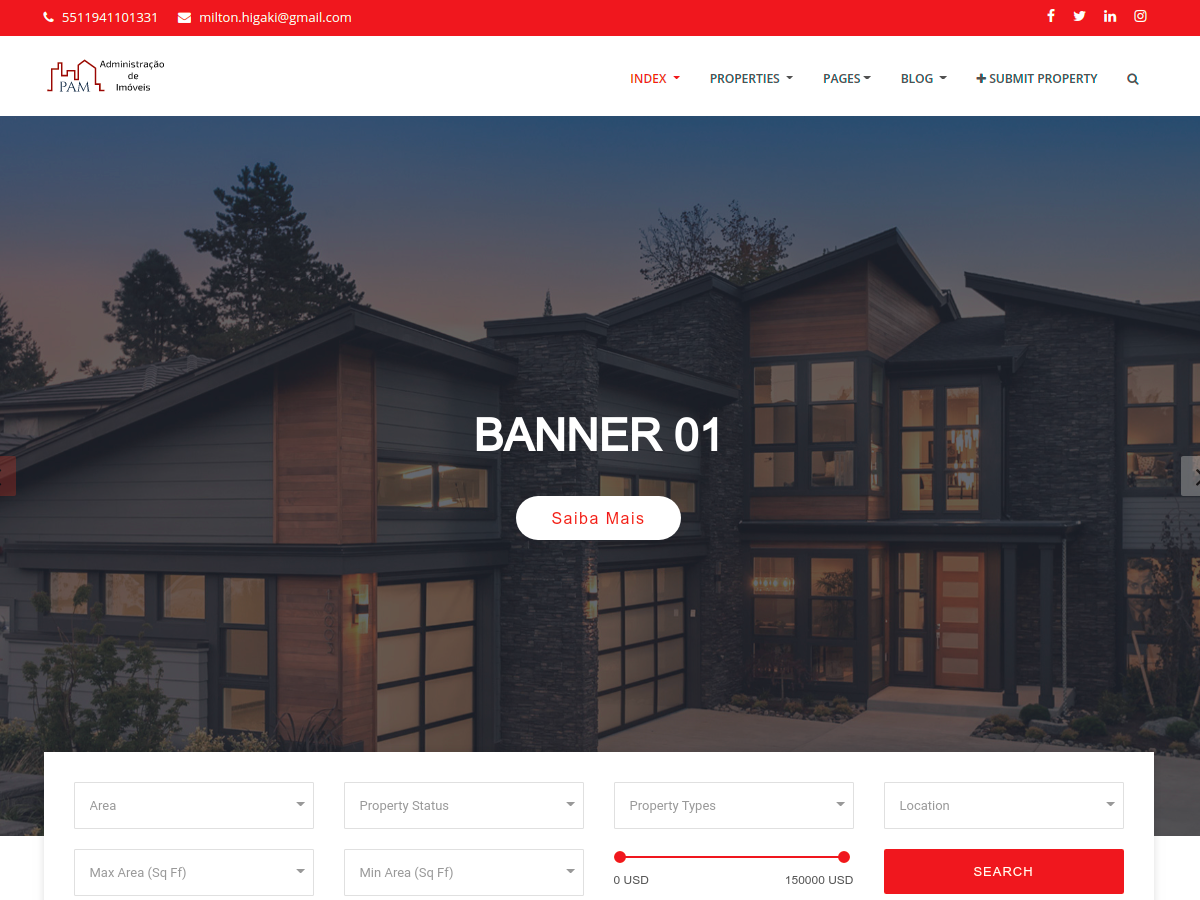 5511941101331 milton.higaki@gmail.com
PAM
Administração
de
Imóveis
INDEX PROPERTIES PAGES BLOG SUBMIT PROPERTY
BANNER 01
Saiba Mais
Area Property Status Property Types Location
Max Area (Sq Ff) Min Area (Sq Ff) SEARCH
0 USD 150000 USD